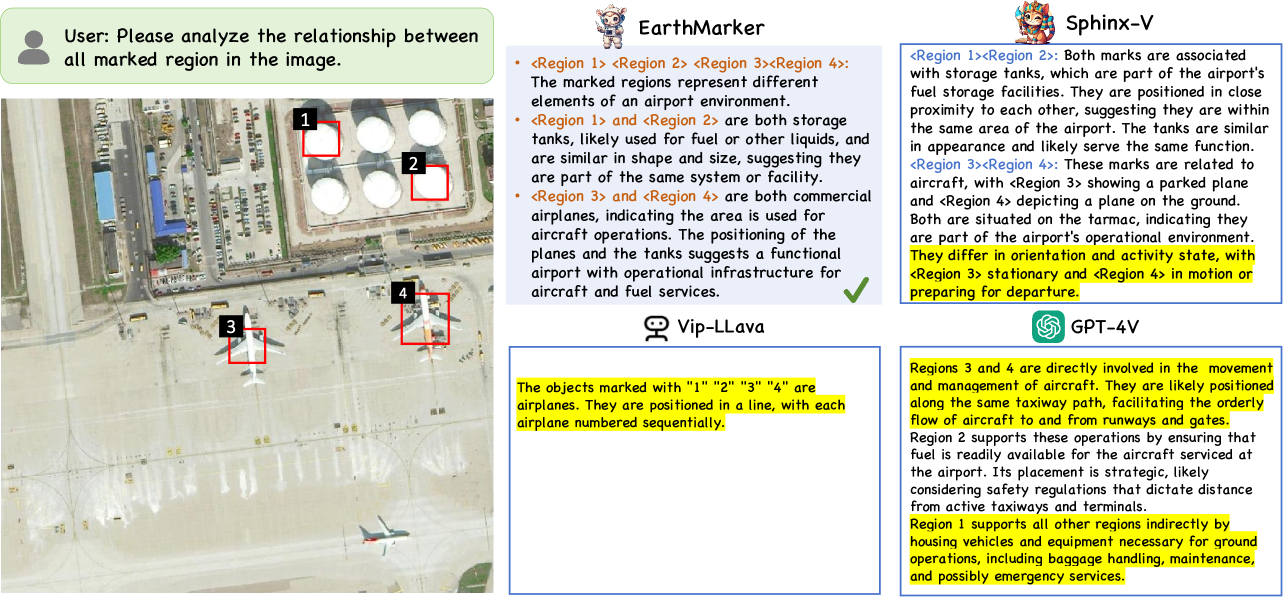 User: Please analyze the relationship between
all marked region in the image.
1
2
3
4
EarthMarker
• <Region 1> <Region 2> <Region 3><Region 4>:
The marked regions represent different
elements of an airport environment.
• <Region 1> and <Region 2> are both storage
tanks, likely used for fuel or other liquids, and
are similar in shape and size, suggesting they
are part of the same system or facility.
• <Region 3> and <Region 4> are both commercial
airplanes, indicating the area is used for
aircraft operations. The positioning of the
planes and the tanks suggests a functional
airport with operational infrastructure for
aircraft and fuel services.
Sphinx-V
<Region 1><Region 2>: Both marks are associated
with storage tanks, which are part of the airport's
fuel storage facilities. They are positioned in close
proximity to each other, suggesting they are within
the same area of the airport. The tanks are similar
in appearance and likely serve the same function.
<Region 3><Region 4>: These marks are related to
aircraft, with <Region 3> showing a parked plane
and <Region 4> depicting a plane on the ground.
Both are situated on the tarmac, indicating they
are part of the airport's operational environment.
They differ in orientation and activity state, with
<Region 3> stationary and <Region 4> in motion or
preparing for departure.
Vip-LLava
The objects marked with "1" "2" "3" "4" are
airplanes. They are positioned in a line, with each
airplane numbered sequentially.
GPT-4V
Regions 3 and 4 are directly involved in the movement
and management of aircraft. They are likely positioned
along the same taxiway path, facilitating the orderly
flow of aircraft to and from runways and gates.
Region 2 supports these operations by ensuring that
fuel is readily available for the aircraft serviced at
the airport. Its placement is strategic, likely
considering safety regulations that dictate distance
from active taxiways and terminals.
Region 1 supports all other regions indirectly by
housing vehicles and equipment necessary for ground
operations, including baggage handling, maintenance,
and possibly emergency services.